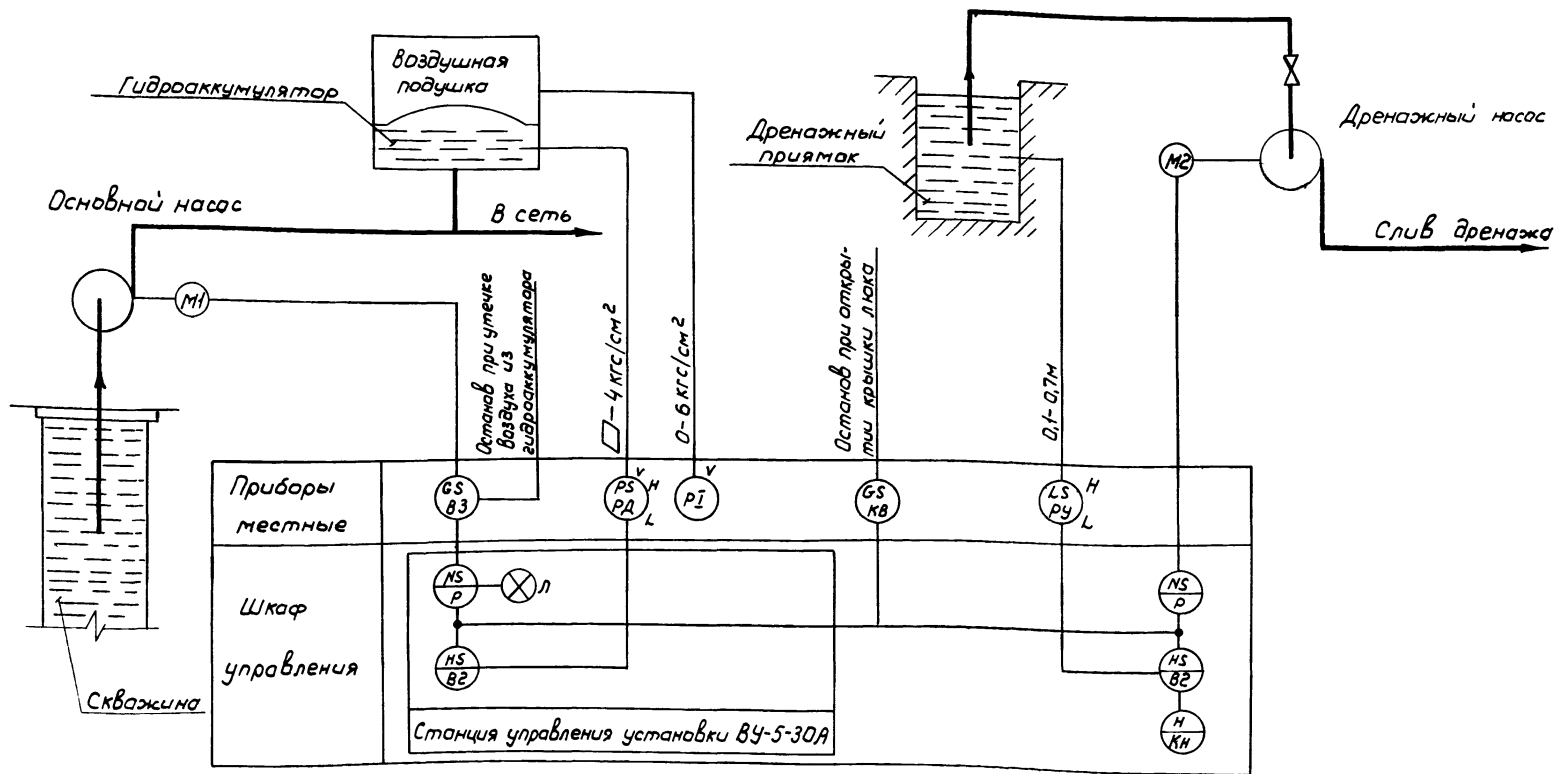 Воздушная
подушка
Гидроаккумулятор
Основной насос
В сеть
М1
Дренажный
приямок
М2
Дренажный насос
Слив дренажа
Останов при утечке
воздуха из
гидроаккумулятора
▱-4 кгс/см²
0-6 кгс/см²
Останов при откры-
тии крышки люка
0,1-0,7м
Скважина
Приборы
местные
GS
В3
PS
РД
V
H
L
PI
V
GS
КВ
LS
РУ
H
L
Шкаф
управления
NS
Р
Л
HS
В2
NS
Р
HS
В2
H
Кн
Станция управления установки ВУ-5-30А